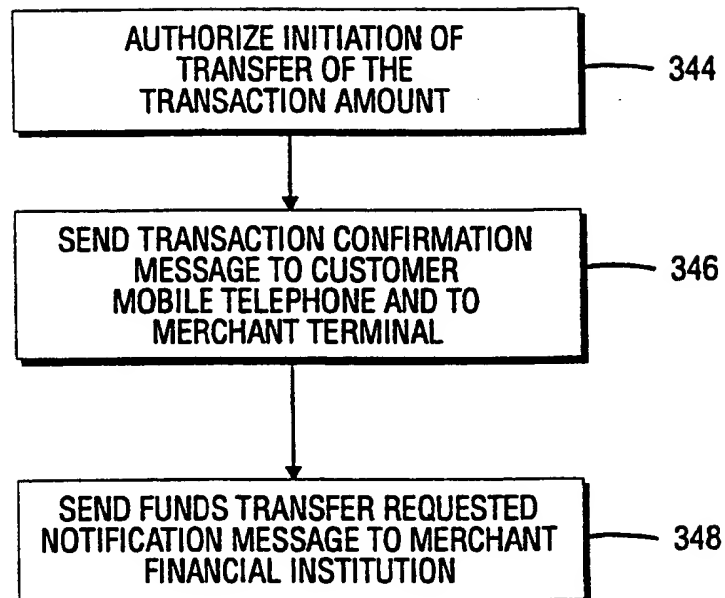 AUTHORIZE INITIATION OF
TRANSFER OF THE
TRANSACTION AMOUNT
344
SEND TRANSACTION CONFIRMATION
MESSAGE TO CUSTOMER
MOBILE TELEPHONE AND TO
MERCHANT TERMINAL
346
SEND FUNDS TRANSFER REQUESTED
NOTIFICATION MESSAGE TO MERCHANT
FINANCIAL INSTITUTION
348